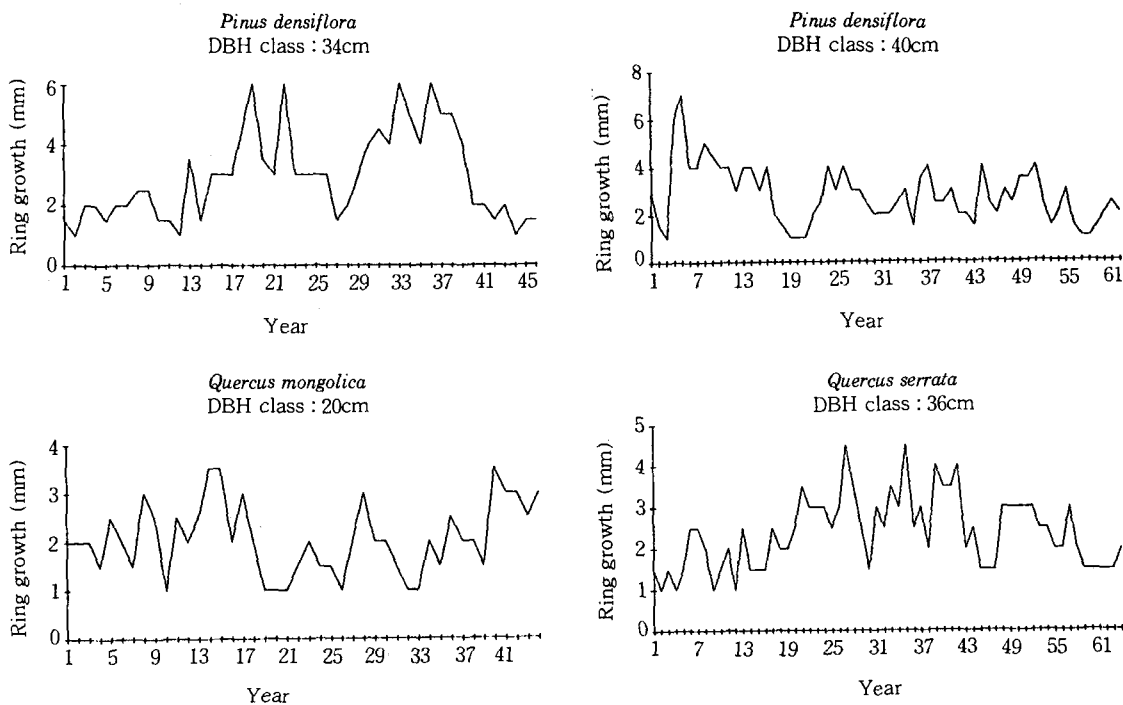 Pinus densiflora
DBH class : 34cm
Ring growth (mm)
6
4
2
0
1 5 9 13 17 21 25 29 33 37 41 45
Year
Pinus densiflora
DBH class : 40cm
Ring growth (mm)
8
6
4
2
0
1 7 13 19 25 31 37 43 49 55 61
Year
Quercus mongolica
DBH class : 20cm
Ring growth (mm)
4
3
2
1
0
1 5 9 13 17 21 25 29 33 37 41
Year
Quercus serrata
DBH class : 36cm
Ring growth (mm)
5
4
3
2
1
0
1 7 13 19 25 31 37 43 49 55 61
Year